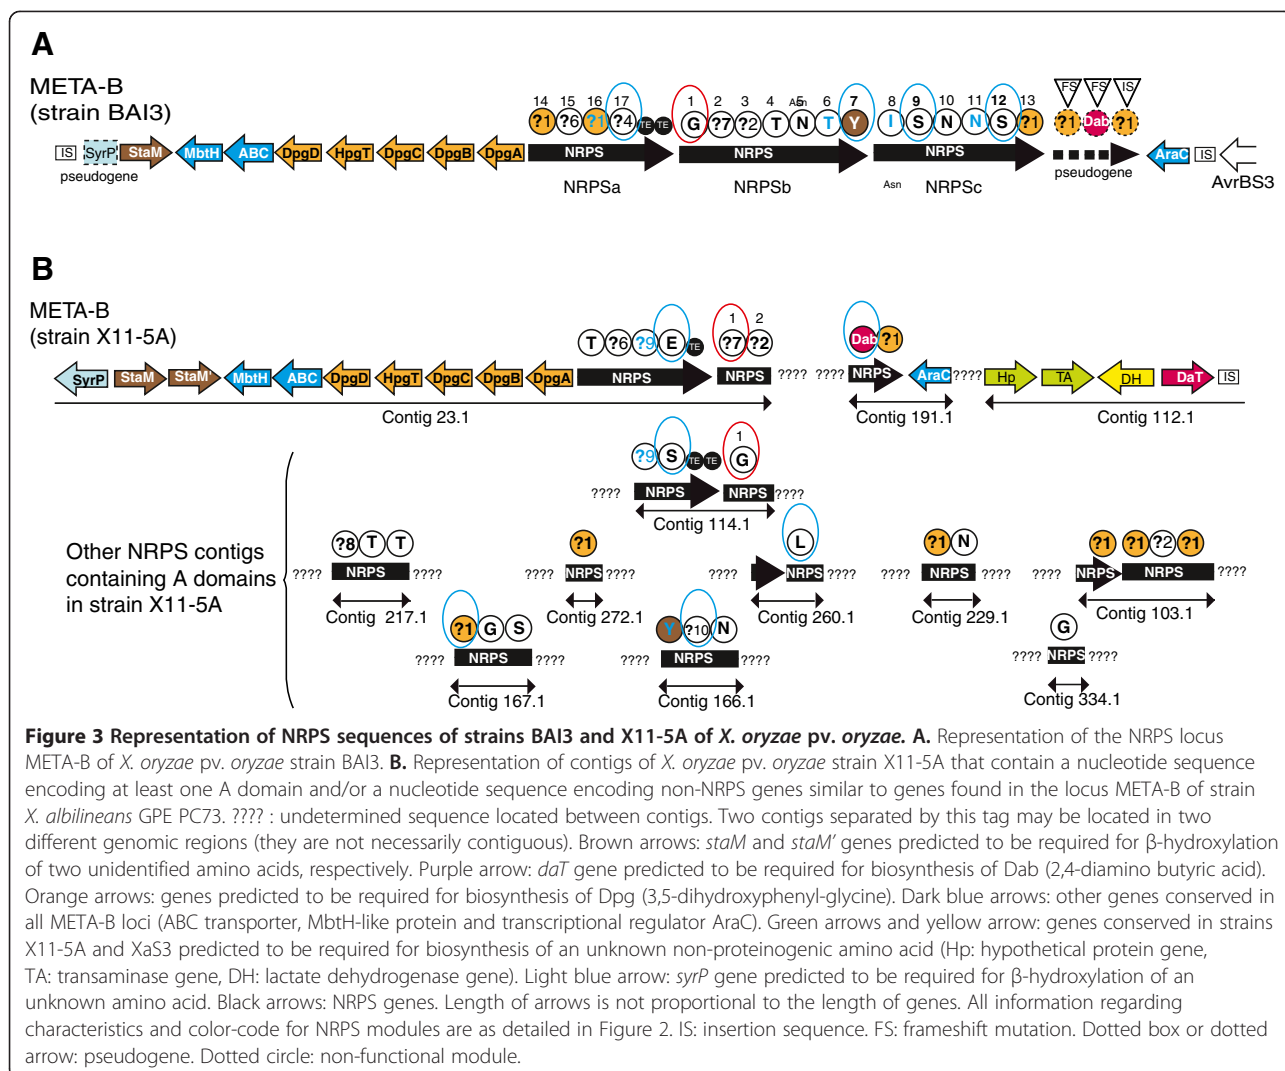 A
META-B
(strain BAI3)
14 15 16 17 1 2 3 4 Asn 5 6 7 8 9 10 11 12 13 FS FS IS
?1 ?6 ?1 ?4 TE TE G ?7 ?2 T N T Y I S N N S ?1 ?1 Dab ?1
IS SyrP StaM MbtH ABC DpgD HpgT DpgC DpgB DpgA NRPS NRPS NRPS AraC IS
pseudogene NRPSa NRPSb Asn NRPSc pseudogene AvrBS3
B
META-B
(strain X11-5A)
1 2
T ?6 ?9 E TE ?7 ?2 Dab ?1
SyrP StaM StaM' MbtH ABC DpgD HpgT DpgC DpgB DpgA NRPS NRPS ???? ???? NRPS AraC ???? Hp TA DH DaT IS
Contig 23.1 Contig 191.1 Contig 112.1
1
?9 S TE TE G
???? NRPS NRPS ????
Contig 114.1
Other NRPS contigs
containing A domains
in strain X11-5A
?8 T T ?1 L ?1 N ?1 ?1 ?2 ?1
???? NRPS ???? ???? NRPS ???? ???? NRPS ???? ???? NRPS ???? ???? NRPS NRPS ????
Contig 217.1 Contig 272.1 Contig 260.1 Contig 229.1 Contig 103.1
?1 G S Y ?10 N G
???? NRPS ???? ???? NRPS ???? ???? NRPS ????
Contig 167.1 Contig 166.1 Contig 334.1
Figure 3 Representation of NRPS sequences of strains BAI3 and X11-5A of X. oryzae pv. oryzae. A. Representation of the NRPS locus
META-B of X. oryzae pv. oryzae strain BAI3. B. Representation of contigs of X. oryzae pv. oryzae strain X11-5A that contain a nucleotide sequence
encoding at least one A domain and/or a nucleotide sequence encoding non-NRPS genes similar to genes found in the locus META-B of strain
X. albilineans GPE PC73. ???? : undetermined sequence located between contigs. Two contigs separated by this tag may be located in two
different genomic regions (they are not necessarily contiguous). Brown arrows: staM and staM' genes predicted to be required for β-hydroxylation
of two unidentified amino acids, respectively. Purple arrow: daT gene predicted to be required for biosynthesis of Dab (2,4-diamino butyric acid).
Orange arrows: genes predicted to be required for biosynthesis of Dpg (3,5-dihydroxyphenyl-glycine). Dark blue arrows: other genes conserved in
all META-B loci (ABC transporter, MbtH-like protein and transcriptional regulator AraC). Green arrows and yellow arrow: genes conserved in strains
X11-5A and XaS3 predicted to be required for biosynthesis of an unknown non-proteinogenic amino acid (Hp: hypothetical protein gene,
TA: transaminase gene, DH: lactate dehydrogenase gene). Light blue arrow: syrP gene predicted to be required for β-hydroxylation of an
unknown amino acid. Black arrows: NRPS genes. Length of arrows is not proportional to the length of genes. All information regarding
characteristics and color-code for NRPS modules are as detailed in Figure 2. IS: insertion sequence. FS: frameshift mutation. Dotted box or dotted
arrow: pseudogene. Dotted circle: non-functional module.